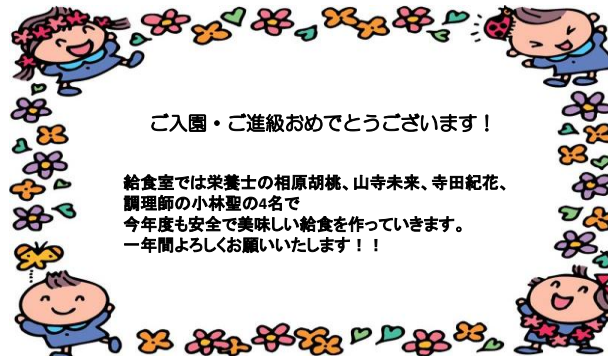 ご入園・ご進級おめでとうございます！
給食室では栄養士の相原胡桃、山寺未来、寺田紀花、
調理師の小林聖の4名で
今年度も安全で美味しい給食を作っていきます。
一年間よろしくお願いいたします！！